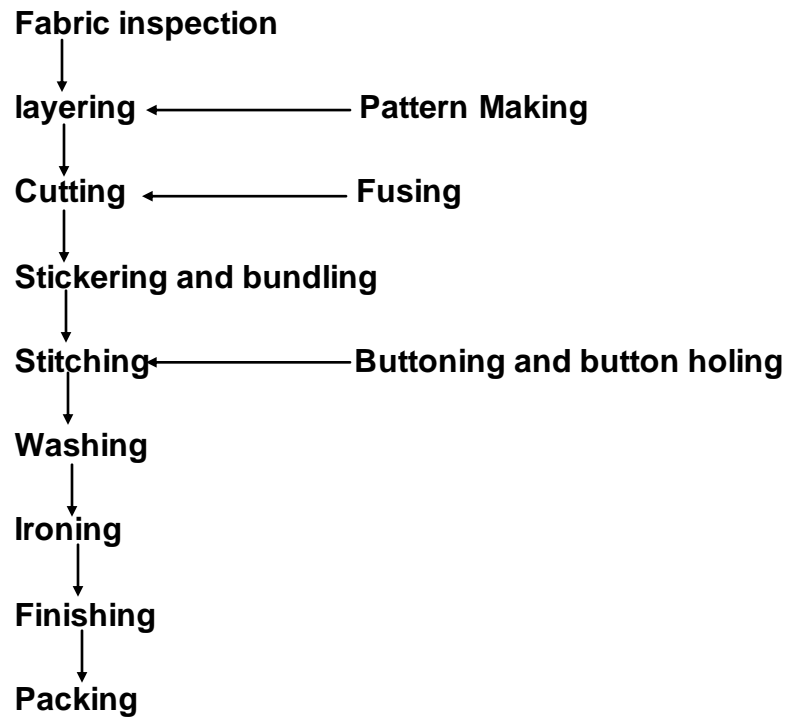 Fabric inspection
layering Pattern Making
Cutting Fusing
Stickering and bundling
Stitching Buttoning and button holing
Washing
Ironing
Finishing
Packing